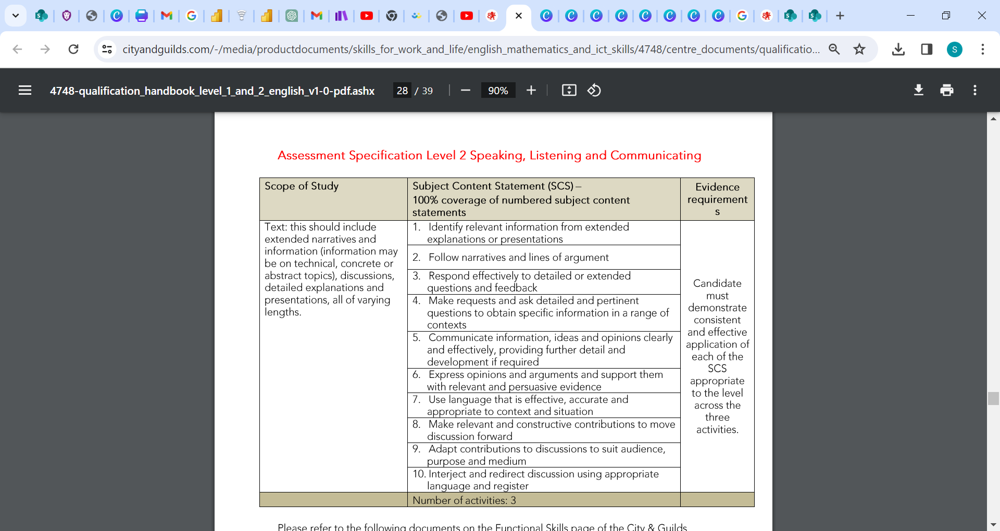 cityandguilds.com/-/media/productdocuments/skills_for_work_and_life/english_mathematics_and_ict_skills/4748/centre_documents/qualificatio...
S
4748-qualification_handbook_level_1_and_2_english_v1-0-pdf.ashx
28 / 39
90%
Assessment Specification Level 2 Speaking, Listening and Communicating
Scope of Study
Subject Content Statement (SCS) –
100% coverage of numbered subject content
statements
Evidence
requirement
s
Text: this should include
extended narratives and
information (information may
be on technical, concrete or
abstract topics), discussions,
detailed explanations and
presentations, all of varying
lengths.
1. Identify relevant information from extended
explanations or presentations
2. Follow narratives and lines of argument
3. Respond effectively to detailed or extended
questions and feedback
4. Make requests and ask detailed and pertinent
questions to obtain specific information in a range of
contexts
5. Communicate information, ideas and opinions clearly
and effectively, providing further detail and
development if required
6. Express opinions and arguments and support them
with relevant and persuasive evidence
7. Use language that is effective, accurate and
appropriate to context and situation
8. Make relevant and constructive contributions to move
discussion forward
9. Adapt contributions to discussions to suit audience,
purpose and medium
10. Interject and redirect discussion using appropriate
language and register
Candidate
must
demonstrate
consistent
and effective
application of
each of the
SCS
appropriate
to the level
across the
three
activities.
Number of activities: 3
Please refer to the following documents on the Functional Skills page of the City & Guilds